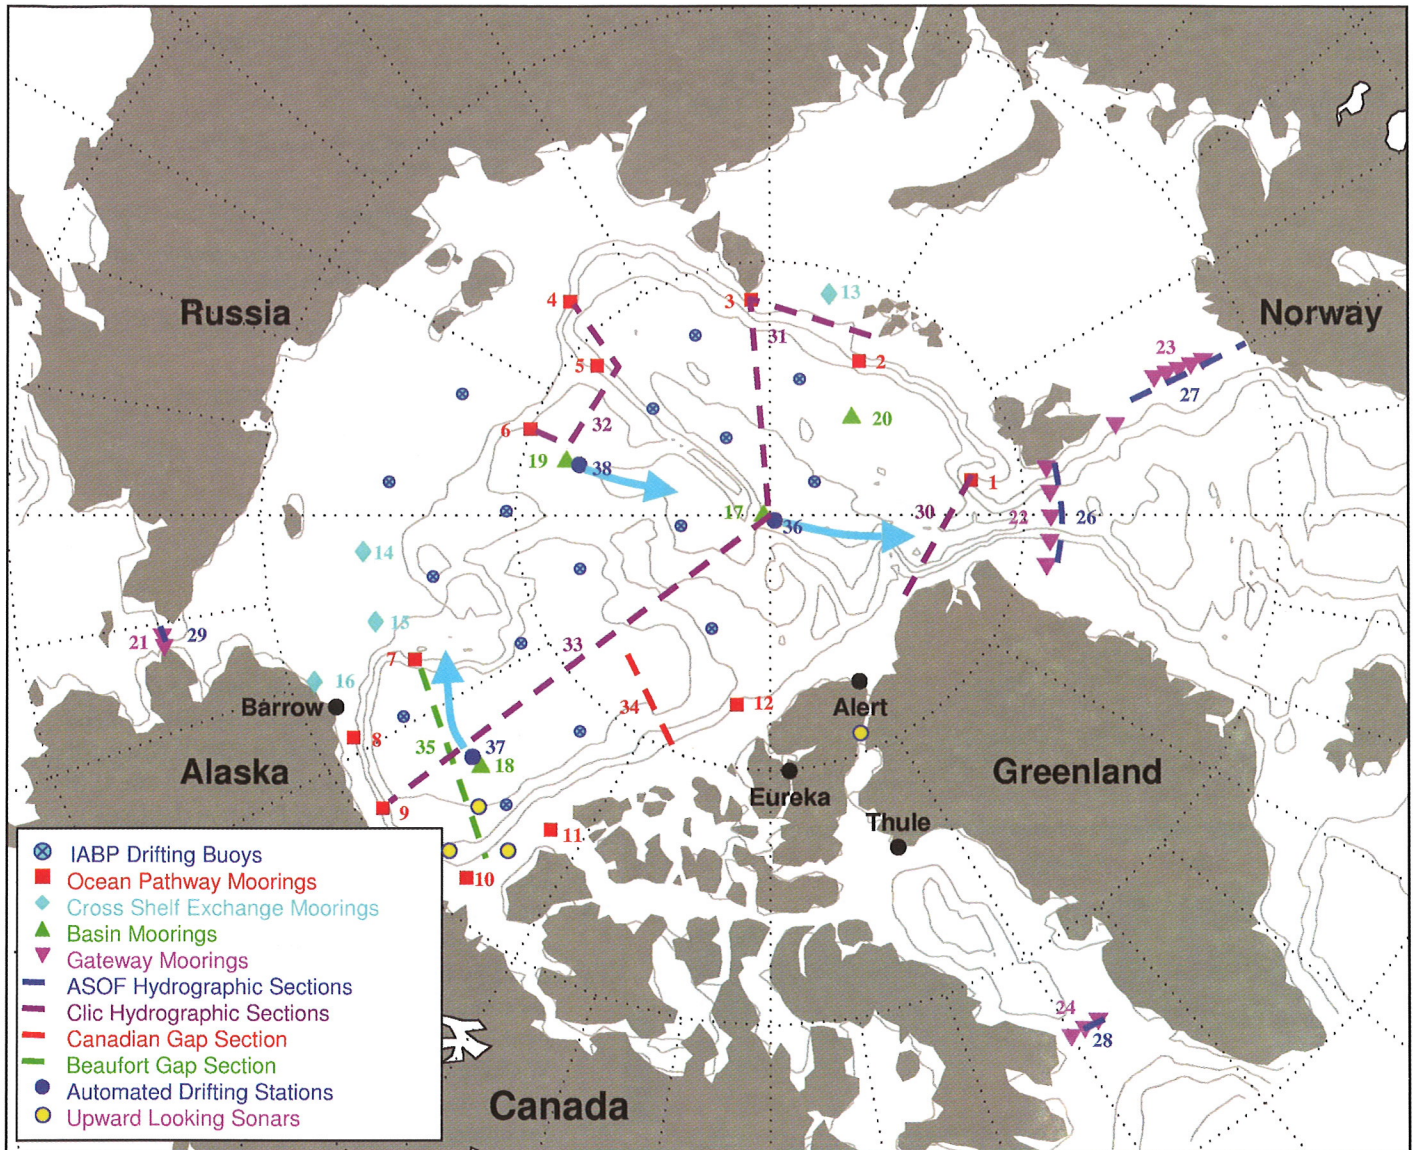 4
3
13
Russia
Norway
31
23
5
2
27
32
20
6
19
38
1
17
36
30
22
26
14
15
21
29
33
7
16
12
34
Barrow
Alert
8
35
37
18
Alaska
Greenland
Eureka
9
Thule
11
10
IABP Drifting Buoys
Ocean Pathway Moorings
Cross Shelf Exchange Moorings
Basin Moorings
Gateway Moorings
ASOF Hydrographic Sections
Clic Hydrographic Sections
Canadian Gap Section
Beaufort Gap Section
Automated Drifting Stations
Upward Looking Sonars
24
28
Canada